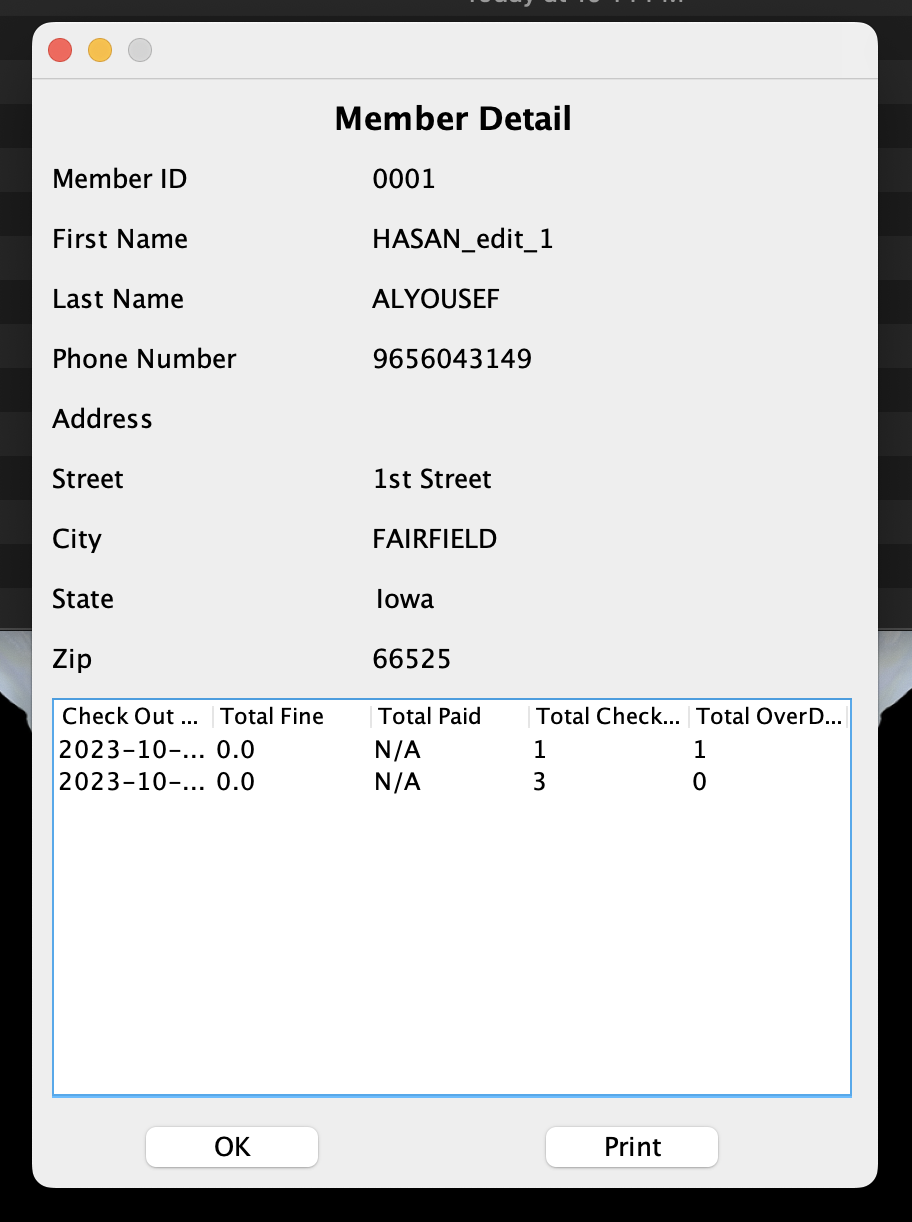 Member Detail
Member ID 0001
First Name HASAN_edit_1
Last Name ALYOUSEF
Phone Number 9656043149
Address
Street 1st Street
City FAIRFIELD
State Iowa
Zip 66525
Check Out ... Total Fine Total Paid Total Check... Total OverD...
2023-10-... 0.0 N/A 1 1
2023-10-... 0.0 N/A 3 0
OK Print